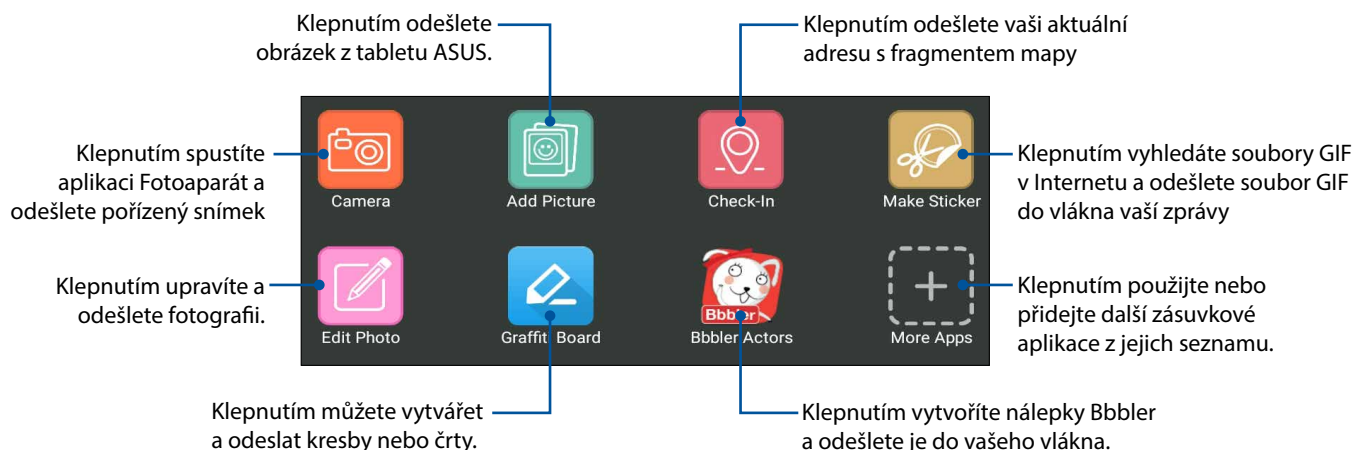 Klepnutím odešlete
obrázek z tabletu ASUS.
Klepnutím odešlete vaši aktuální
adresu s fragmentem mapy
Klepnutím spustíte
aplikaci Fotoaparát a
odešlete pořízený snímek
Camera
Add Picture
Check-In
Make Sticker
Klepnutím vyhledáte soubory GIF
v Internetu a odešlete soubor GIF
do vlákna vaší zprávy
Klepnutím upravíte a
odešlete fotografii.
Bbbler
Edit Photo
Graffiti Board
Bbbler Actors
More Apps
Klepnutím použijte nebo
přidejte další zásuvkové
aplikace z jejich seznamu.
Klepnutím můžete vytvářet
a odeslat kresby nebo črty.
Klepnutím vytvoříte nálepky Bbbler
a odešlete je do vašeho vlákna.